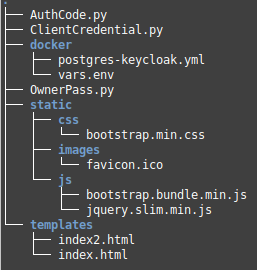 AuthCode.py
ClientCredential.py
docker
postgres-keycloak.yml
vars.env
OwnerPass.py
static
css
bootstrap.min.css
images
favicon.ico
js
bootstrap.bundle.min.js
jquery.slim.min.js
templates
index2.html
index.html